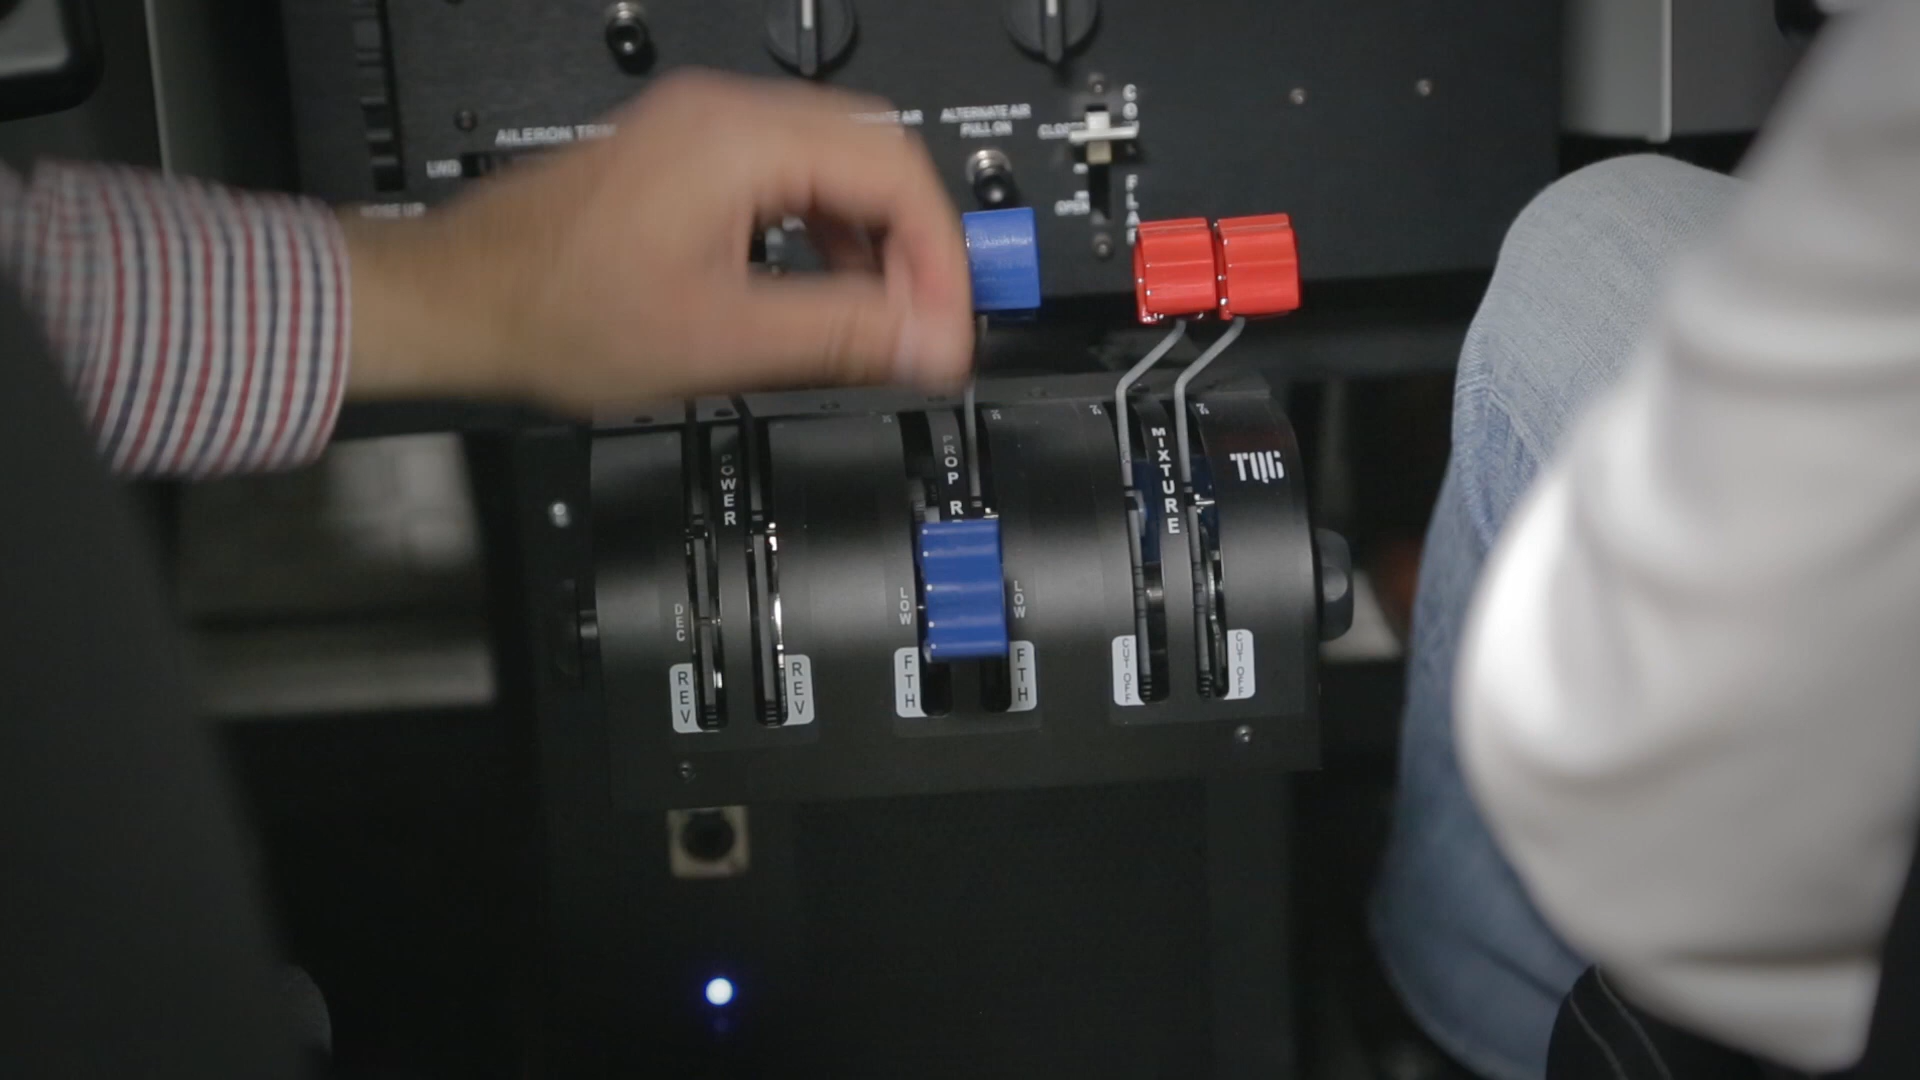 ALTERNATE AIR
PULL ON
AILERON TRIM
LWD
NOSE UP
OPEN
POWER
PROP
MIXTURE
TQ6
DEC
LOW
LOW
REV
REV
FTH
FTH
CUT OFF
CUT OFF